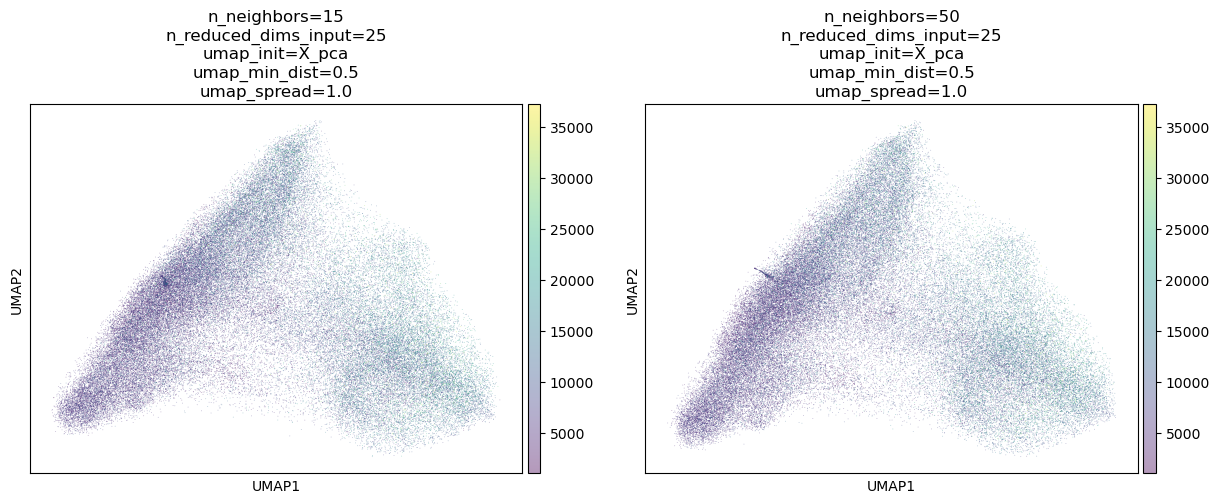 n_neighbors=15
n_reduced_dims_input=25
umap_init=X_pca
umap_min_dist=0.5
umap_spread=1.0
UMAP2
UMAP1
35000
30000
25000
20000
15000
10000
5000
n_neighbors=50
n_reduced_dims_input=25
umap_init=X_pca
umap_min_dist=0.5
umap_spread=1.0
UMAP2
UMAP1
35000
30000
25000
20000
15000
10000
5000